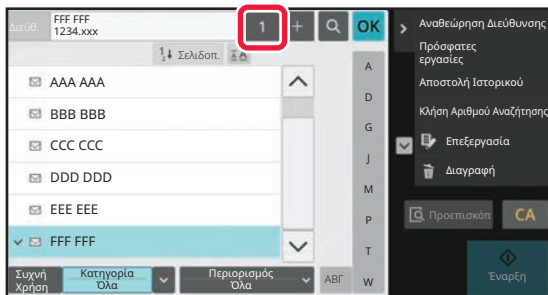 Διεύθ.
FFF FFF
1234.xxx
1
+
OK
Σελιδοπ.
AAA AAA
BBB BBB
CCC CCC
DDD DDD
EEE EEE
FFF FFF
A
D
G
J
M
P
T
W
Συχνή
Χρήση
Κατηγορία
Όλα
Περιορισμός
Όλα
ΑΒΓ
Αναθεώρηση Διεύθυνσης
Πρόσφατες
εργασίες
Αποστολή Ιστορικού
Κλήση Αριθμού Αναζήτησης
Επεξεργασία
Διαγραφή
Προεπισκόπ
CA
Έναρξη